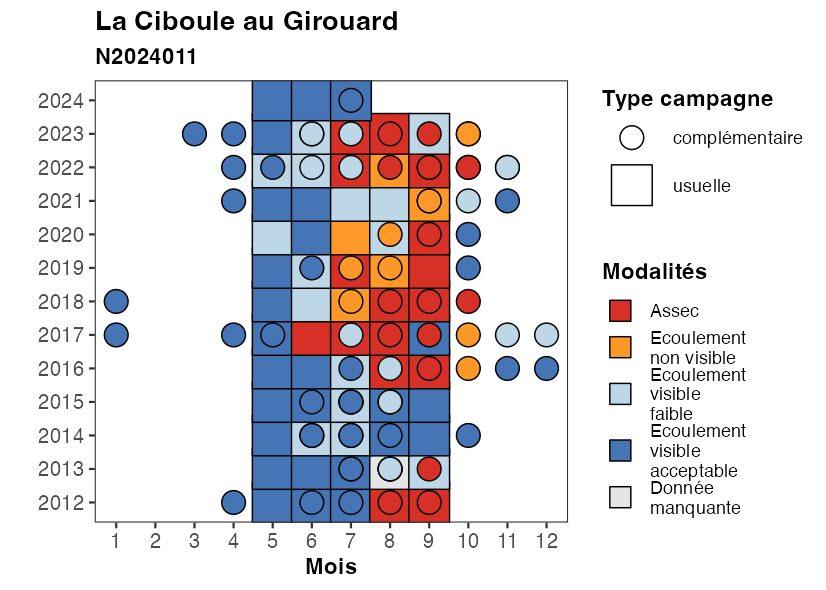 La Ciboule au Girouard
N2024011
2024
2023
2022
2021
2020
2019
2018
2017
2016
2015
2014
2013
2012
1 2 3 4 5 6 7 8 9 10 11 12
Mois
Type campagne
complémentaire
usuelle
Modalités
Assec
Ecoulement
non visible
Ecoulement
visible
faible
Ecoulement
visible
acceptable
Donnée
manquante